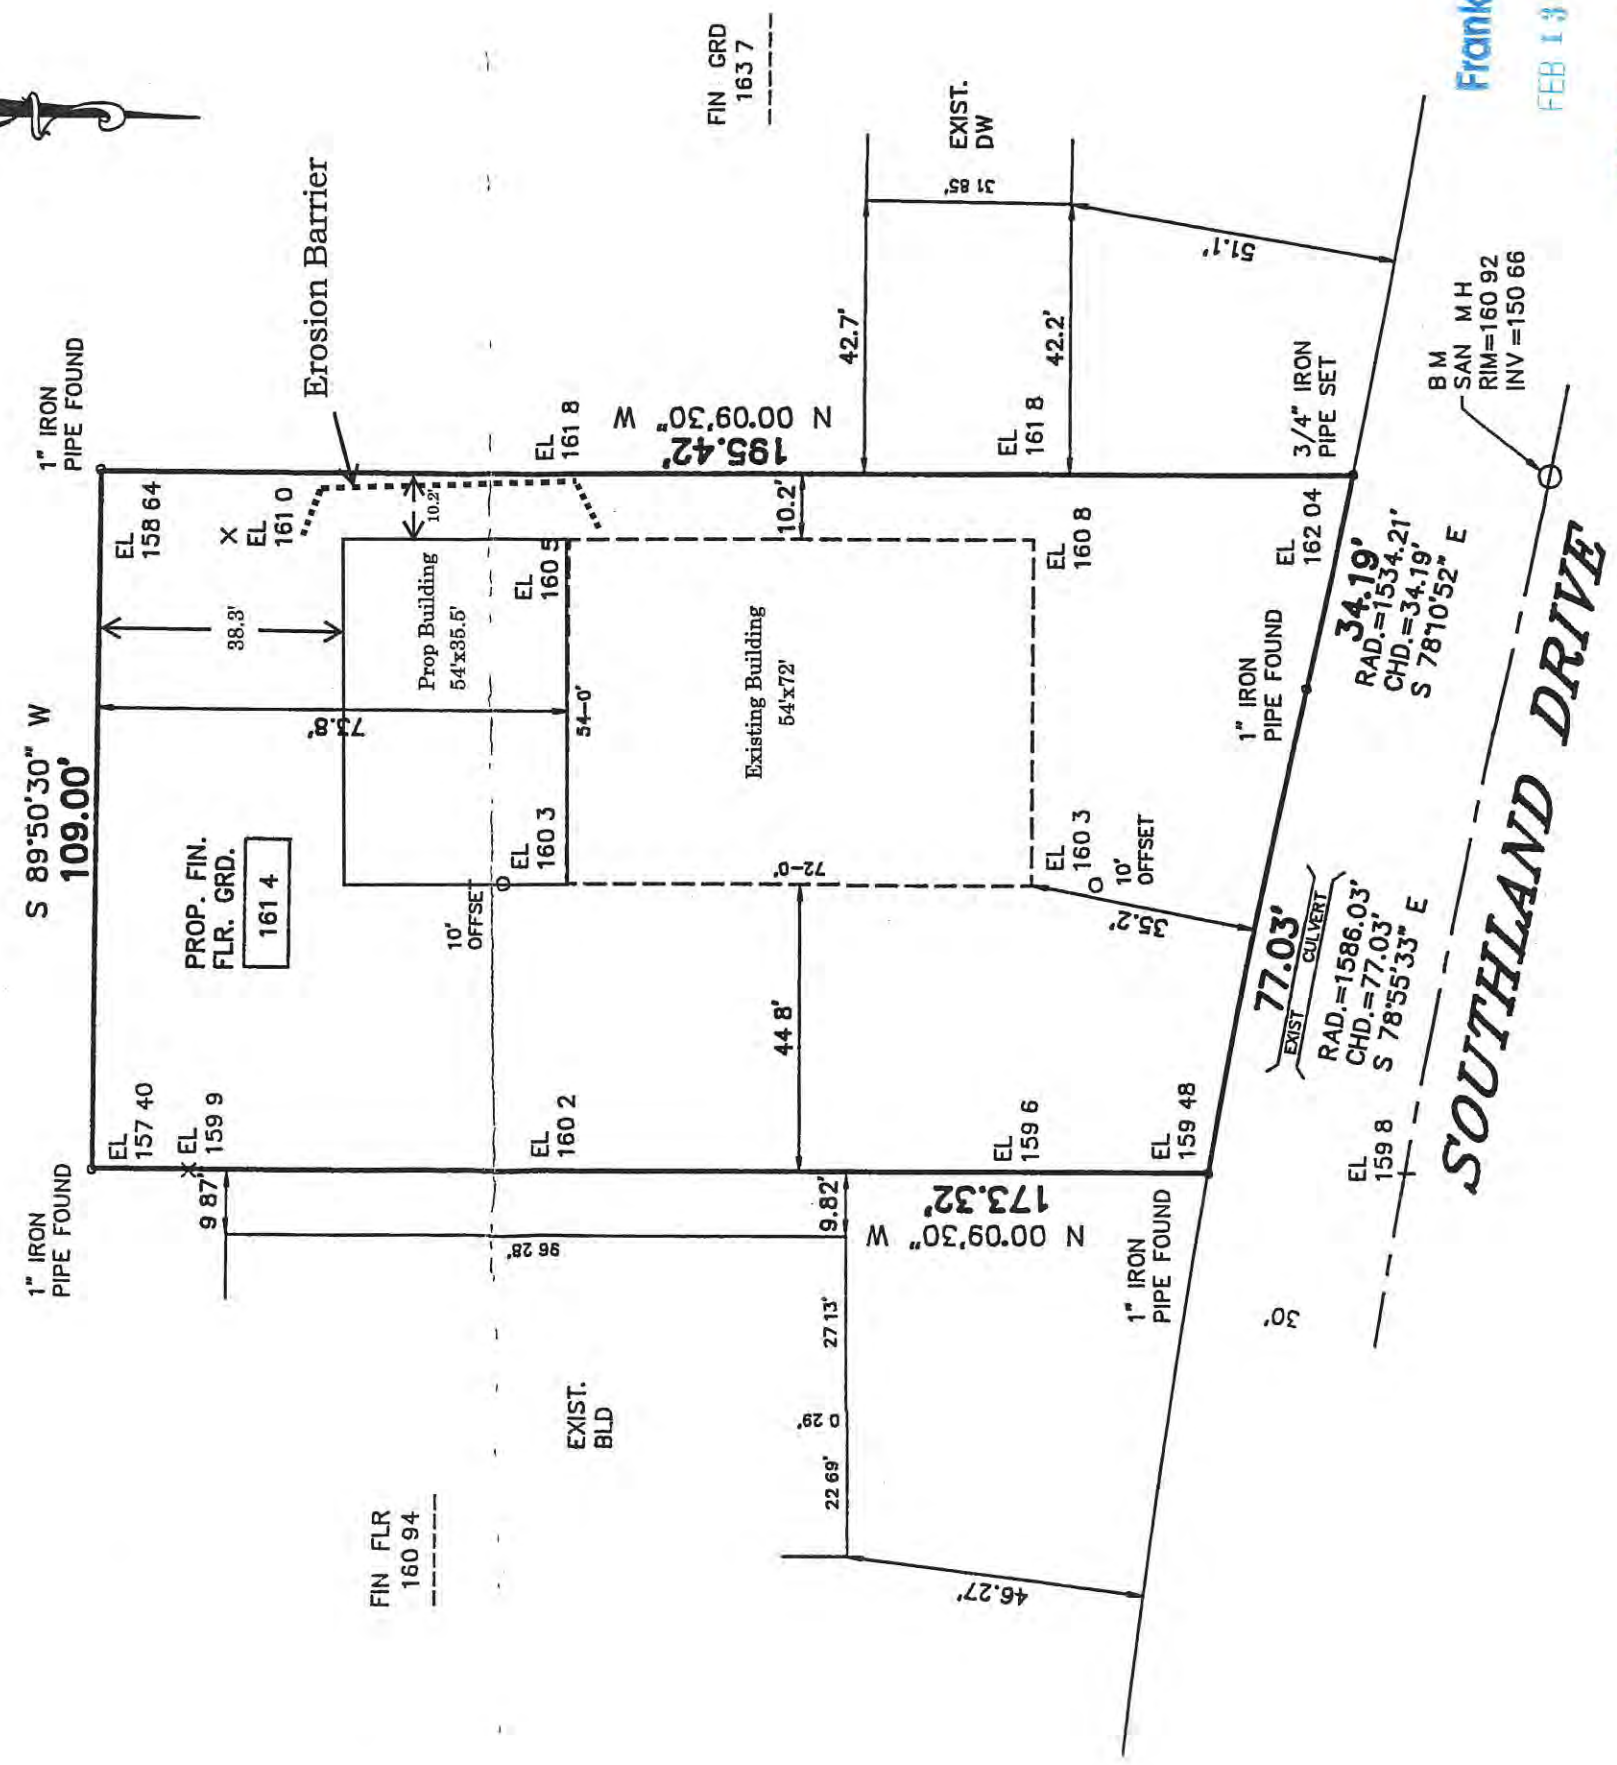 1" IRON
PIPE FOUND
S 89°50'30" W
109.00'
1" IRON
PIPE FOUND
EL
157 40
EL
159 9
9 87'
PROP. FIN.
FLR. GRD.
161 4
38.3'
73.8'
EL
158 64
EL
161 0
Erosion Barrier
10.2'
Prop Building
54'x35.5'
EL
160 5
54-0'
EL
160 3
10'
OFFSE
EL
160 2
EL
161 8
N 00°09'30" W
195.42'
FIN GRD
163 7
EXIST.
DW
31 85'
42.7'
42.2'
51.1'
EL
161 8
Existing Building
54'x72'
72-0'
10.2'
44 8'
96 28'
9.82'
FIN FLR
160 94
EXIST.
BLD
27 13'
0 29'
22 69'
46.27'
N 00°09'30" W
173.32'
EL
159 6
EL
160 3
10'
OFFSET
35.2'
EL
160 8
EL
162 04
3/4" IRON
PIPE SET
1" IRON
PIPE FOUND
EL
159 48
1" IRON
PIPE FOUND
77.03'
EXIST CULVERT
RAD.=1586.03'
CHD.=77.03'
S 78°55'33" E
34.19'
RAD.=1534.21'
CHD.=34.19'
S 78°10'52" E
B M
SAN M H
RIM=160 92
INV =150 66
30'
EL
159 8
SOUTHLAND DRIVE
Frank
FEB 13